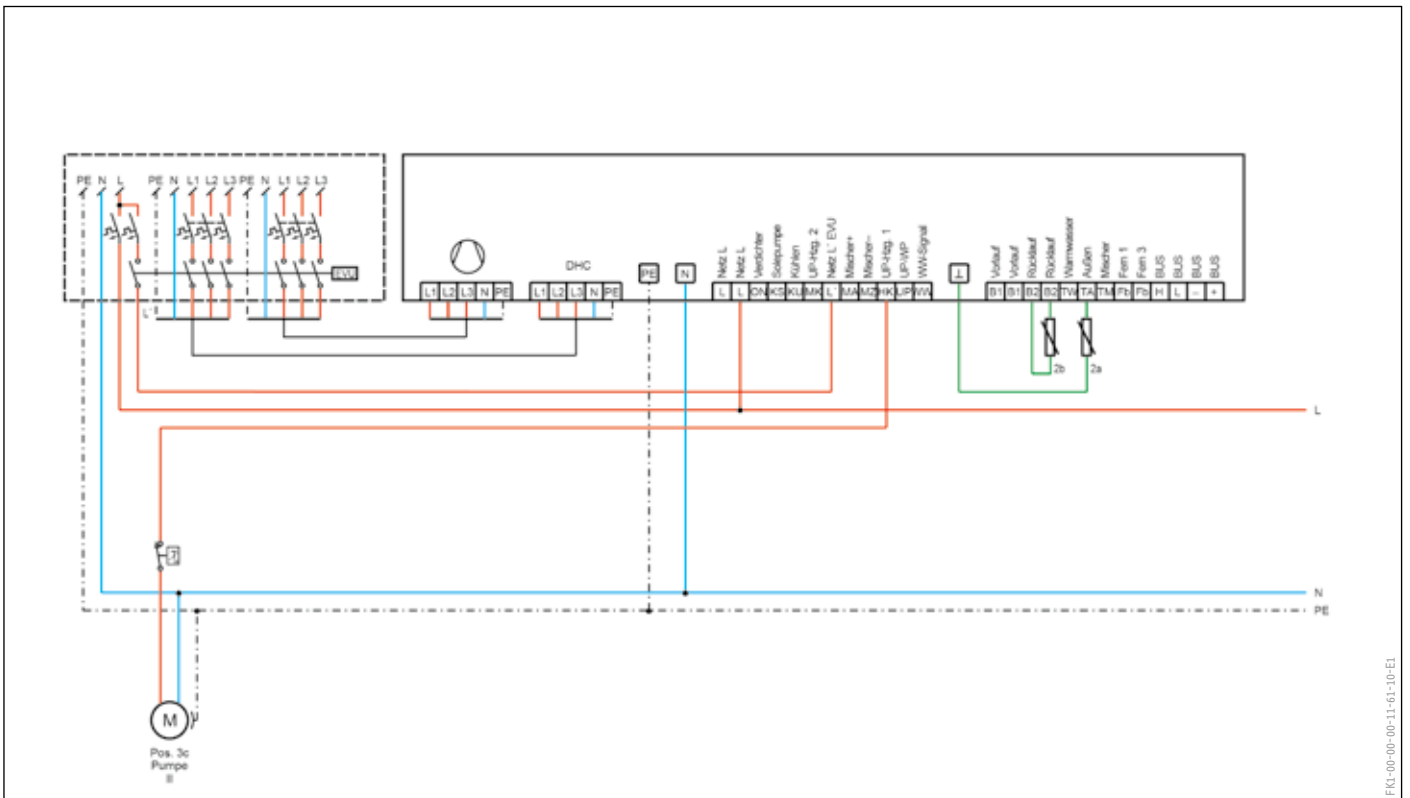 PE N L PE N L1 L2 L3 PE N L1 L2 L3
EVU
L`
DHC
L1 L2 L3 N PE
L1 L2 L3 N PE
PE
N
Netz L
Netz L
Verdichter
Solepumpe
Kühlen
UP-Hzg. 2
Netz L` EVU
Mischer+
Mischer–
UP-Hzg. 1
UP-WP
WW-Signal
L L ON KS KU MK L` MA MZ HK UP WW
⊥
Vorlauf
Vorlauf
Rücklauf
Rücklauf
Warmwasser
Außen
Mischer
Fern 1
Fern 3
BUS
BUS
BUS
BUS
B1 B1 B2 B2 TW TA TM Fb Fb H L – +
2b
2a
L
N
PE
M
Pos. 3c
Pumpe
II
FK1-00-00-00-11-61-10-E1